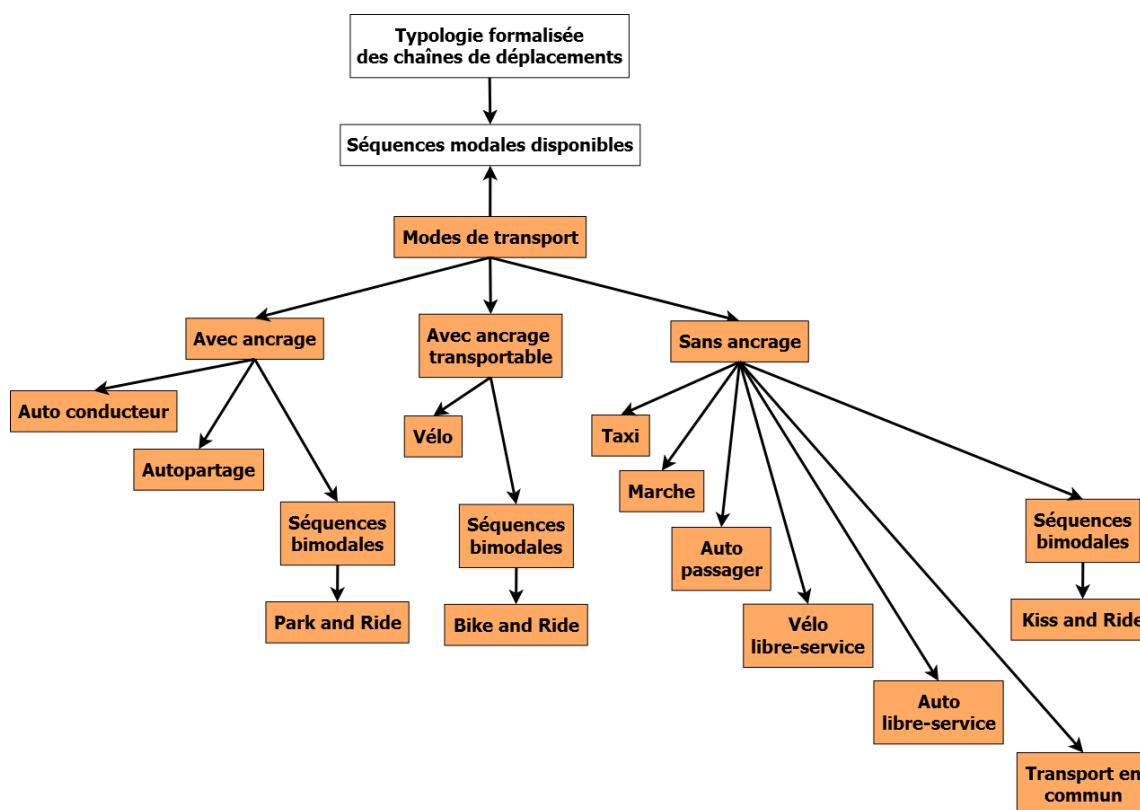 Typologie formalisée
des chaînes de déplacements
Séquences modales disponibles
Modes de transport
Avec ancrage
Avec ancrage
transportable
Sans ancrage
Auto conducteur
Autopartage
Séquences
bimodales
Park and Ride
Vélo
Séquences
bimodales
Bike and Ride
Taxi
Marche
Auto
passager
Vélo
libre-service
Auto
libre-service
Transport en
commun
Séquences
bimodales
Kiss and Ride